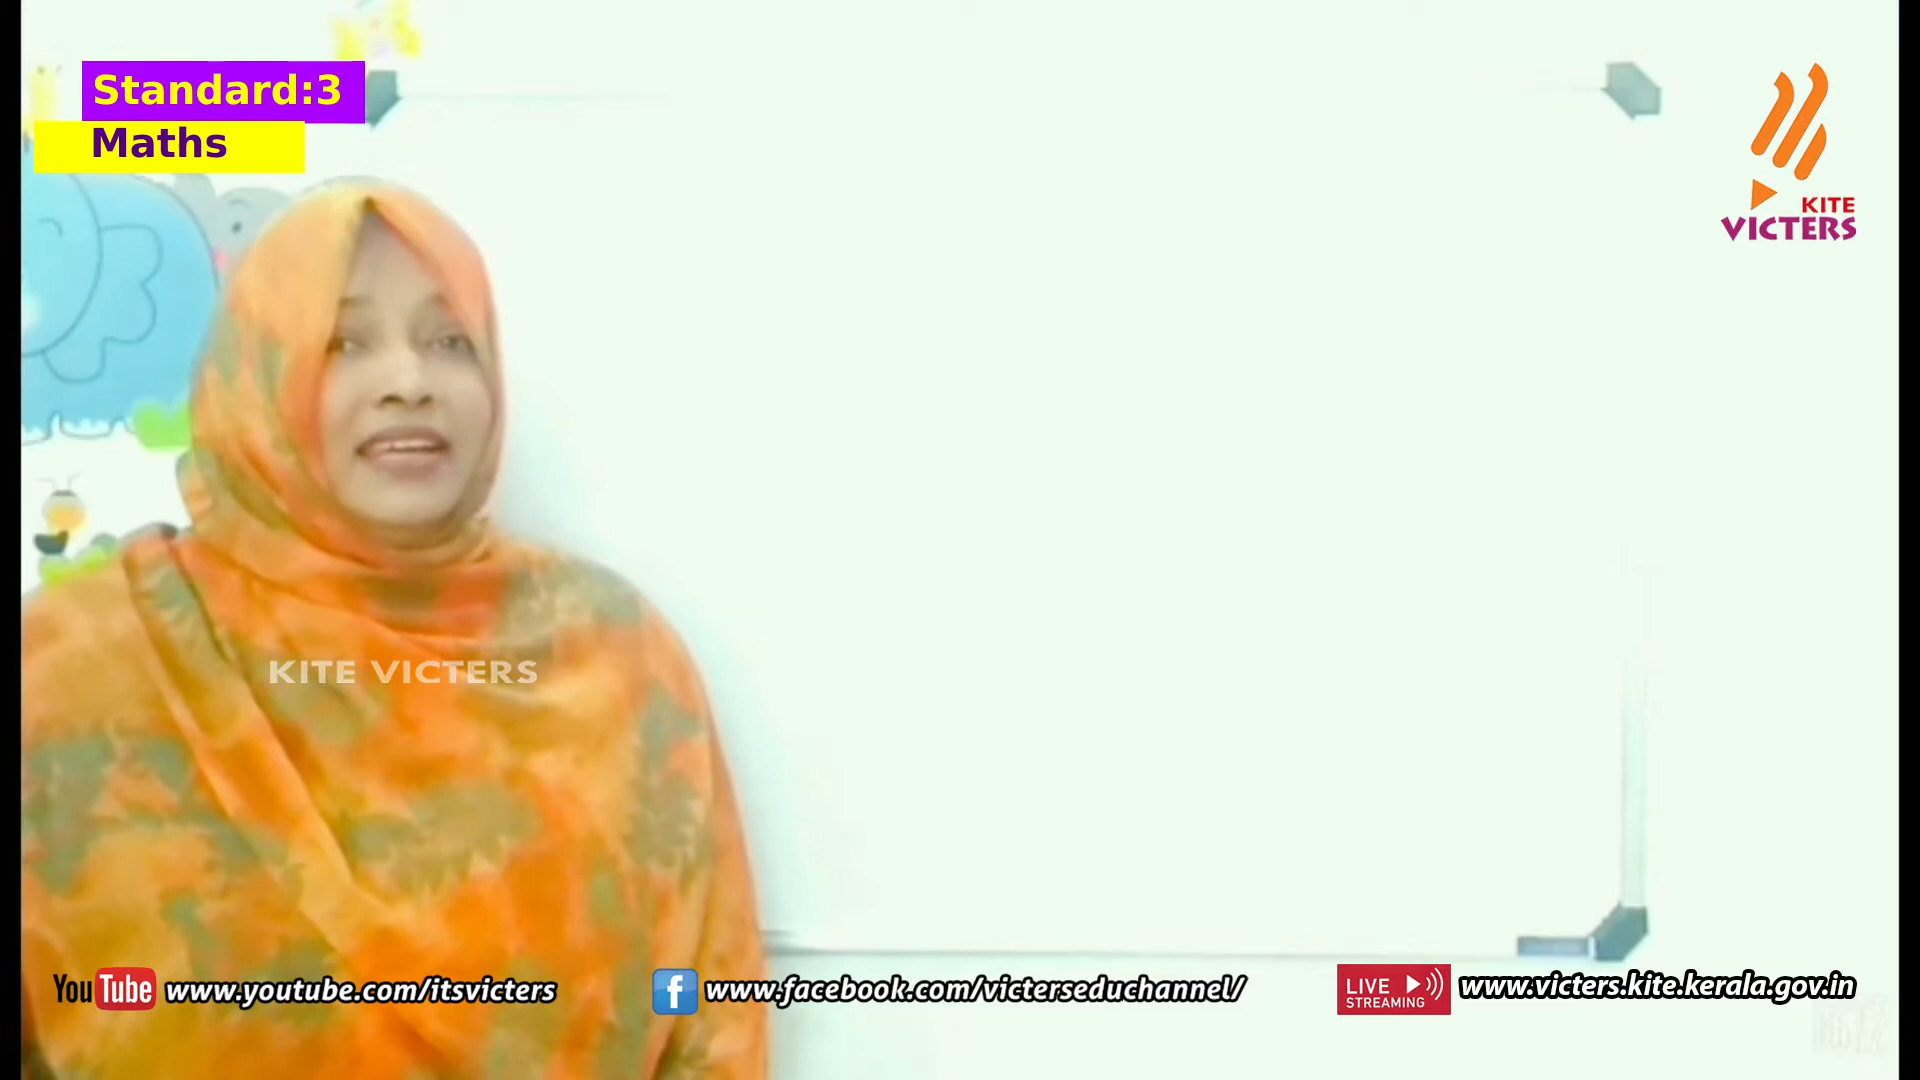 Standard:3
Maths
KITE
VICTERS
KITE VICTERS
YouTube www.youtube.com/itsvicters
f www.facebook.com/victerseduchannel/
LIVE STREAMING www.victers.kite.kerala.gov.in